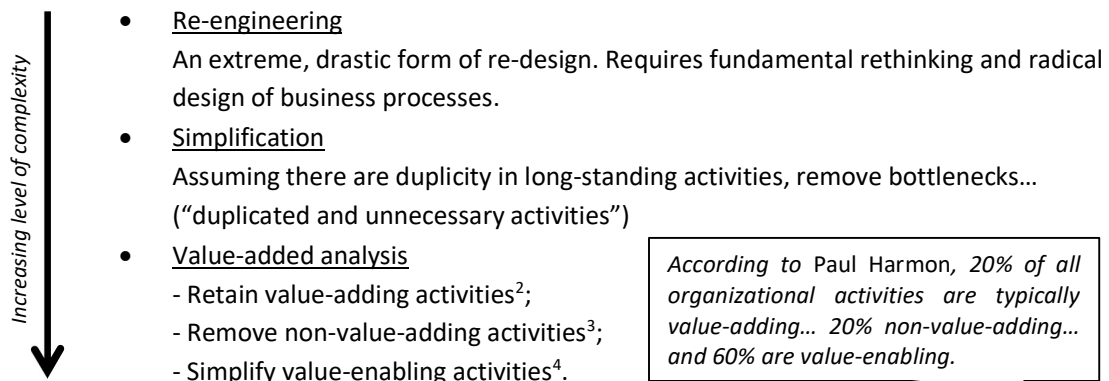 Increasing level of complexity
• Re-engineering
An extreme, drastic form of re-design. Requires fundamental rethinking and radical
design of business processes.
• Simplification
Assuming there are duplicity in long-standing activities, remove bottlenecks…
(“duplicated and unnecessary activities”)
• Value-added analysis
- Retain value-adding activities²;
- Remove non-value-adding activities³;
- Simplify value-enabling activities⁴.
According to Paul Harmon, 20% of all
organizational activities are typically
value-adding… 20% non-value-adding…
and 60% are value-enabling.